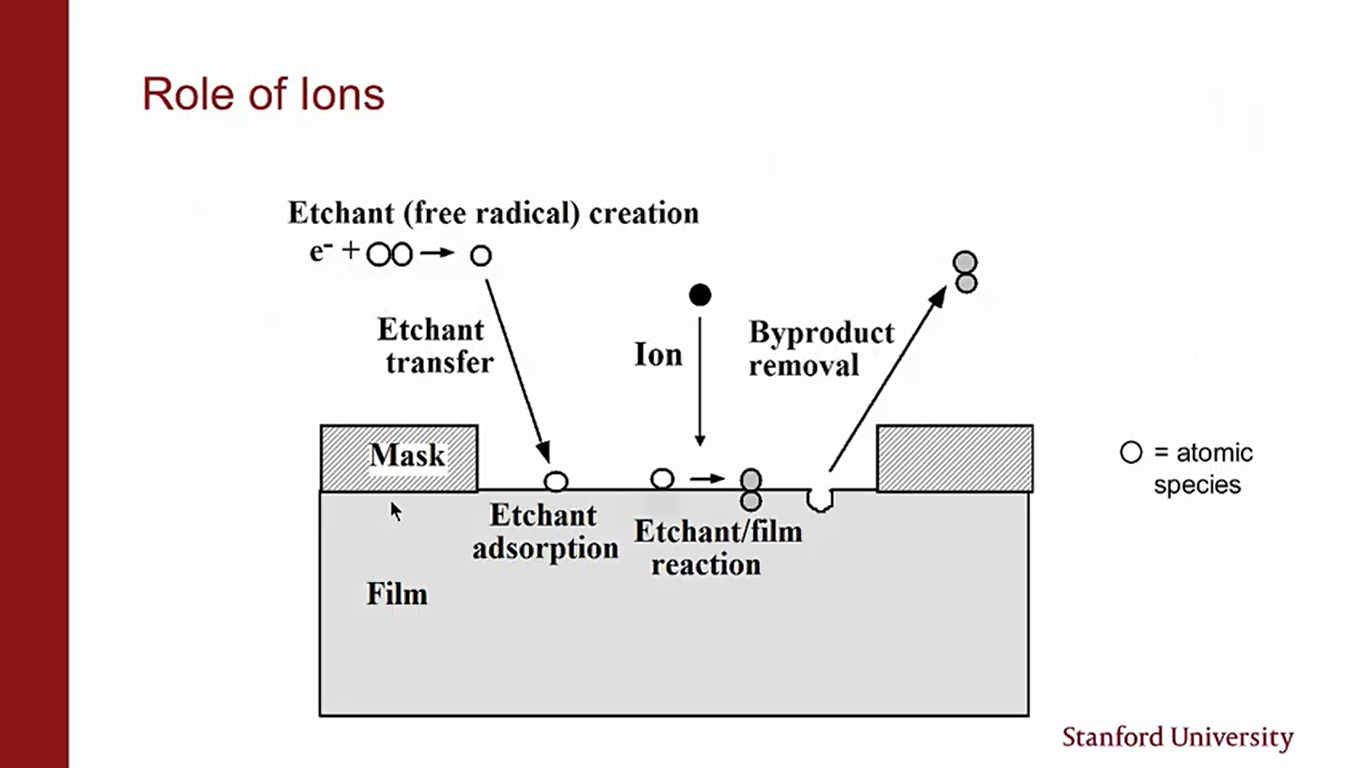 Role of Ions
Etchant (free radical) creation
e⁻ + → 
Etchant
transfer
Ion
Byproduct
removal
Mask
Etchant
adsorption
Etchant/film
reaction
Film
= atomic
species
Stanford University